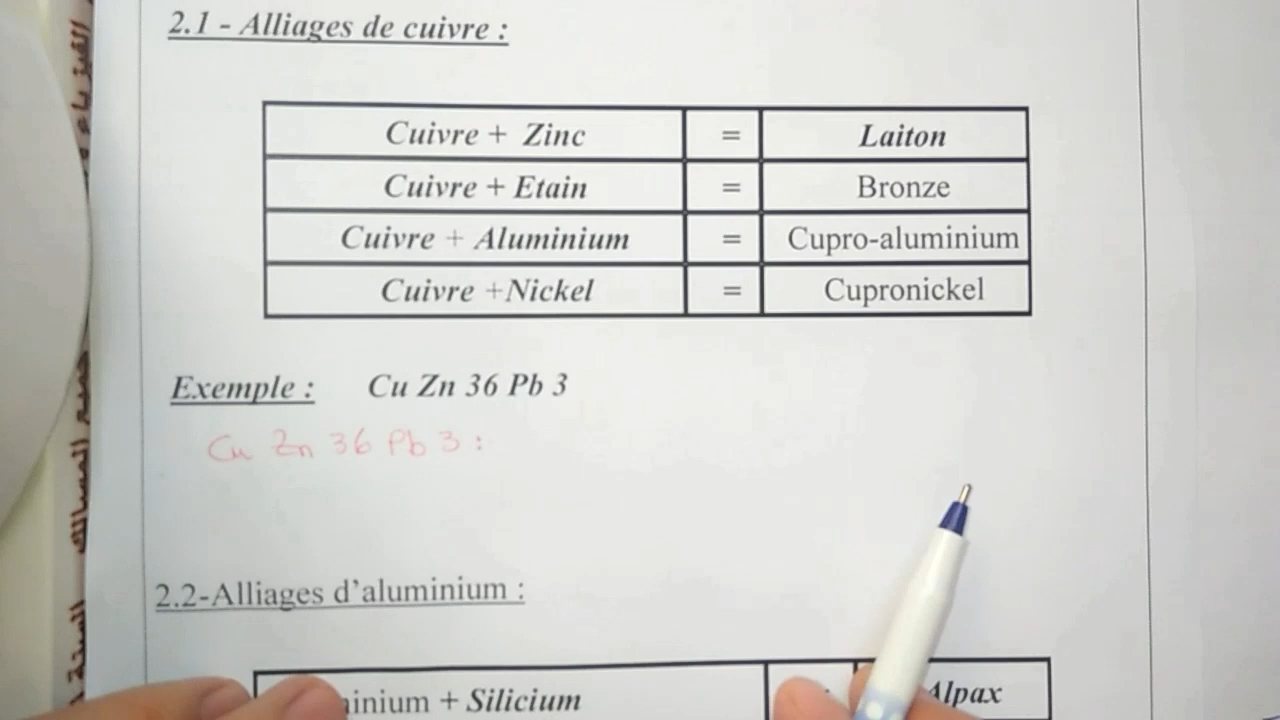 2.1 - Alliages de cuivre :
Cuivre + Zinc = Laiton
Cuivre + Etain = Bronze
Cuivre + Aluminium = Cupro-aluminium
Cuivre +Nickel = Cupronickel
Exemple : Cu Zn 36 Pb 3
Cu Zn 36 Pb 3 :
2.2-Alliages d'aluminium :
+ Silicium Alpax